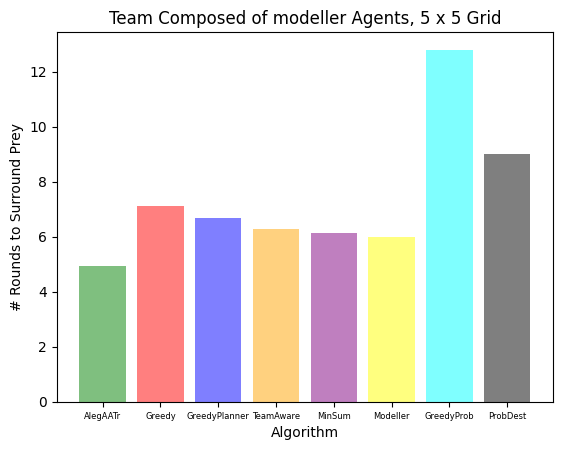 Team Composed of modeller Agents, 5 x 5 Grid
# Rounds to Surround Prey
12
10
8
6
4
2
0
AlegAATr Greedy GreedyPlanner TeamAware MinSum Modeller GreedyProb ProbDest
Algorithm